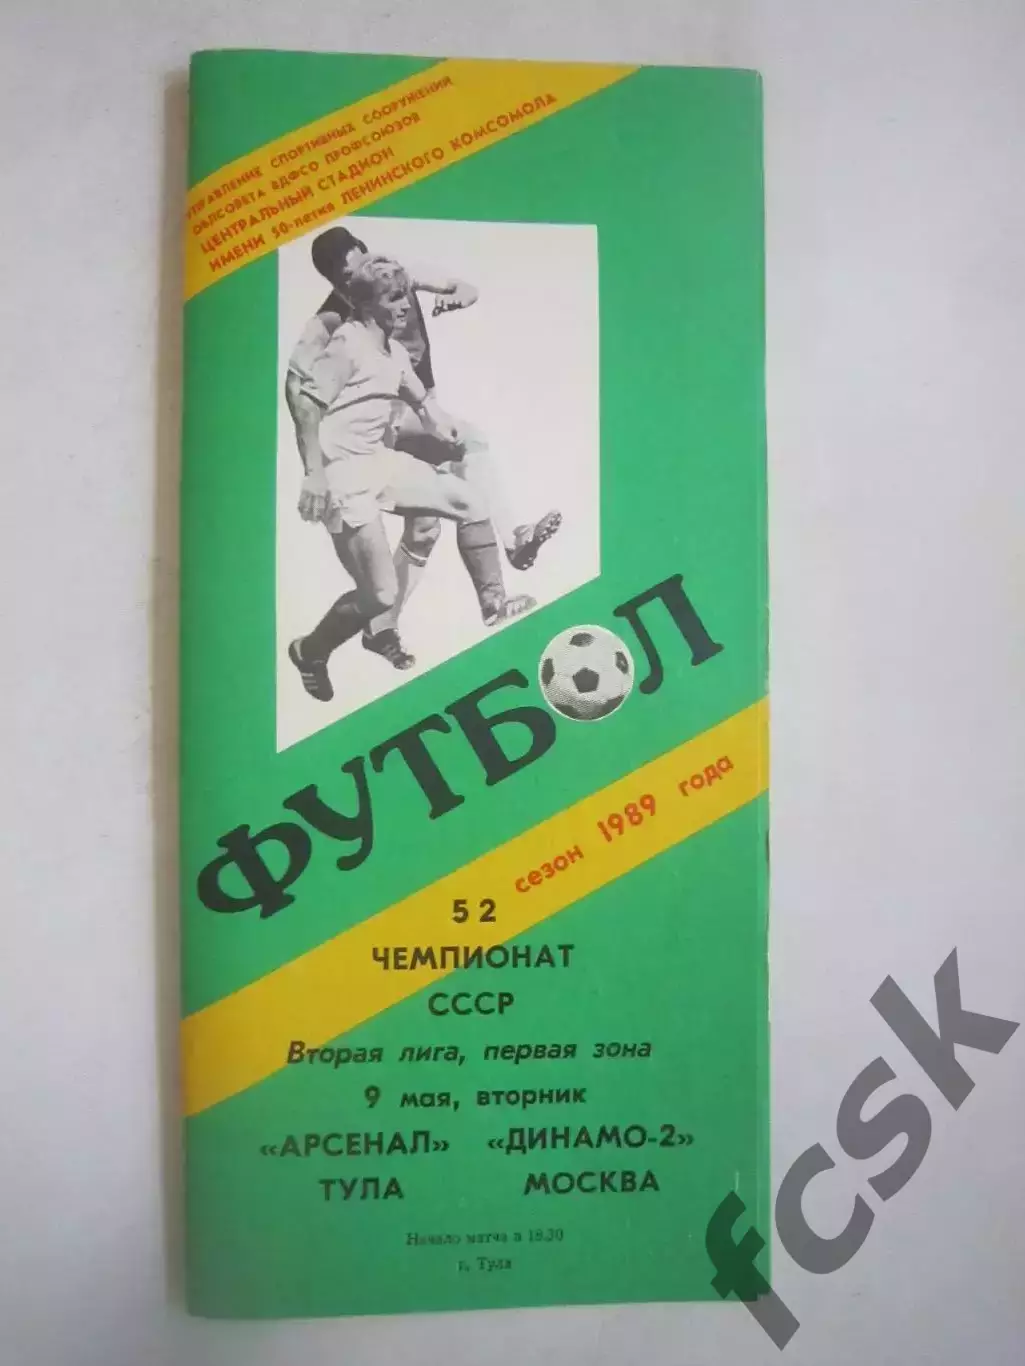 УПРАВЛЕНИЕ СПОРТИВНЫХ СООРУЖЕНИЙ
ОБЛСОВЕТА ВДФСО ПРОФСОЮЗОВ
ЦЕНТРАЛЬНЫЙ СТАДИОН
ИМЕНИ 50-летия ЛЕНИНСКОГО КОМСОМОЛА
ФУТБОЛ
сезон 1989 года
52
ЧЕМПИОНАТ
СССР
Вторая лига, первая зона
9 мая, вторник
«АРСЕНАЛ» «ДИНАМО-2»
ТУЛА МОСКВА
Начало матча в 18.30
г. Тула
fcsk